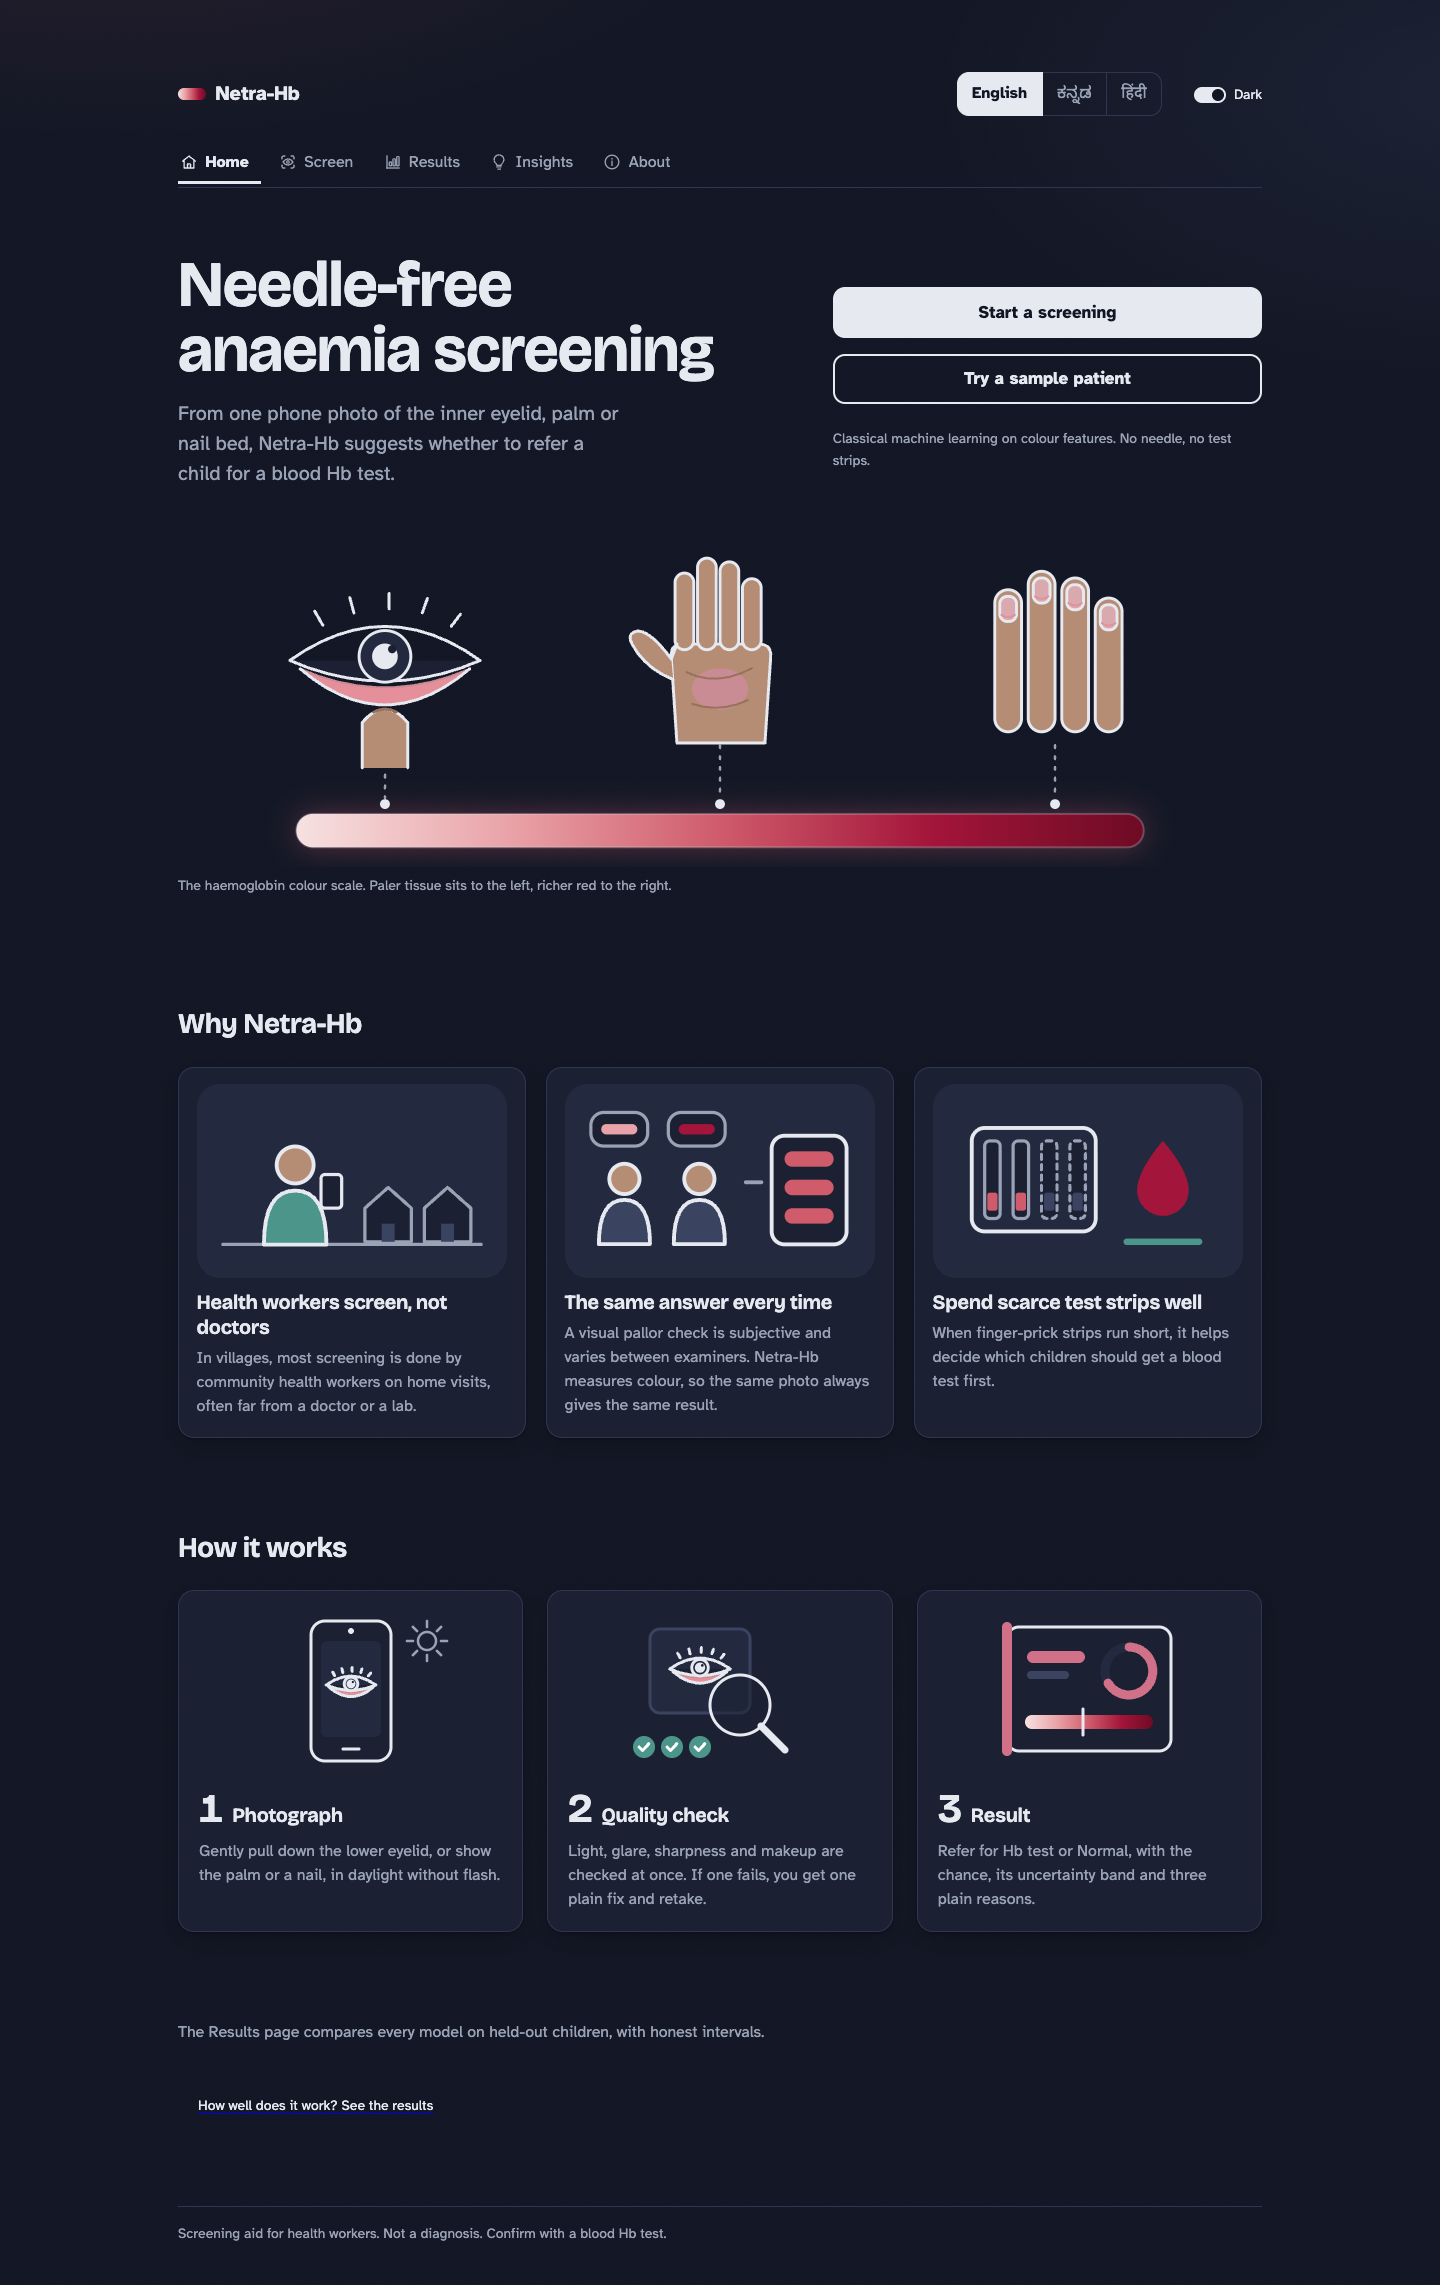 Netra-Hb
English
ಕನ್ನಡ
हिंदी
Dark
Home
Screen
Results
Insights
About
Needle-free
anaemia screening
From one phone photo of the inner eyelid, palm or
nail bed, Netra-Hb suggests whether to refer a
child for a blood Hb test.
Start a screening
Try a sample patient
Classical machine learning on colour features. No needle, no test
strips.
The haemoglobin colour scale. Paler tissue sits to the left, richer red to the right.
Why Netra-Hb
Health workers screen, not
doctors
In villages, most screening is done by
community health workers on home visits,
often far from a doctor or a lab.
The same answer every time
A visual pallor check is subjective and
varies between examiners. Netra-Hb
measures colour, so the same photo always
gives the same result.
Spend scarce test strips well
When finger-prick strips run short, it helps
decide which children should get a blood
test first.
How it works
1 Photograph
Gently pull down the lower eyelid, or show
the palm or a nail, in daylight without flash.
2 Quality check
Light, glare, sharpness and makeup are
checked at once. If one fails, you get one
plain fix and retake.
3 Result
Refer for Hb test or Normal, with the
chance, its uncertainty band and three
plain reasons.
The Results page compares every model on held-out children, with honest intervals.
How well does it work? See the results
Screening aid for health workers. Not a diagnosis. Confirm with a blood Hb test.